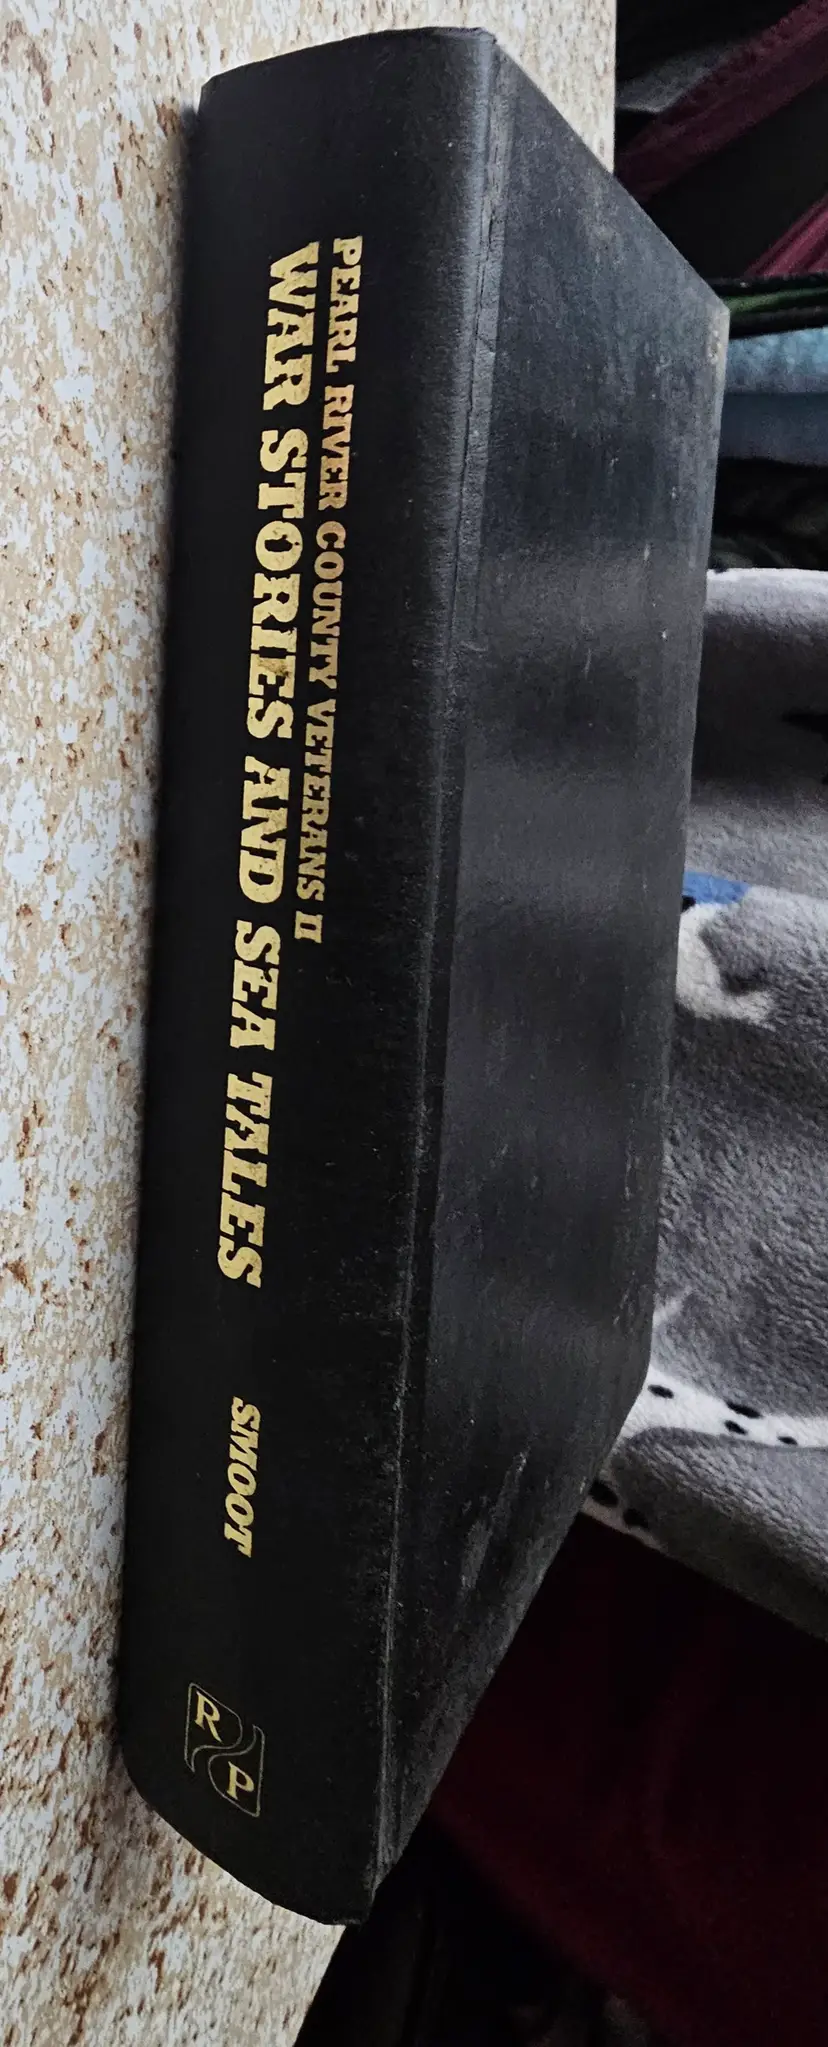 PEARL RIVER COUNTY VETERANS II
WAR STORIES AND SEA TALES
SMOOT
R P